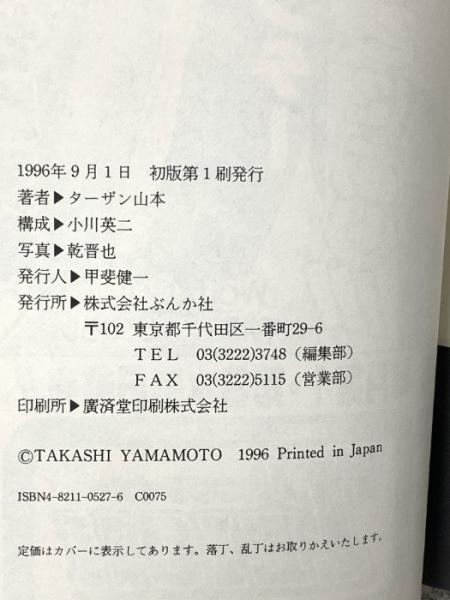 1996年9月1日　初版第1刷発行
著者▶ターザン山本
構成▶小川英二
写真▶乾晋也
発行人▶甲斐健一
発行所▶株式会社ぶんか社
〒102 東京都千代田区一番町29-6
TEL 03(3222)3748（編集部）
FAX 03(3222)5115（営業部）
印刷所▶廣済堂印刷株式会社
©TAKASHI YAMAMOTO 1996 Printed in Japan
ISBN4-8211-0527-6 C0075
定価はカバーに表示してあります。落丁、乱丁はお取りかえいたします。